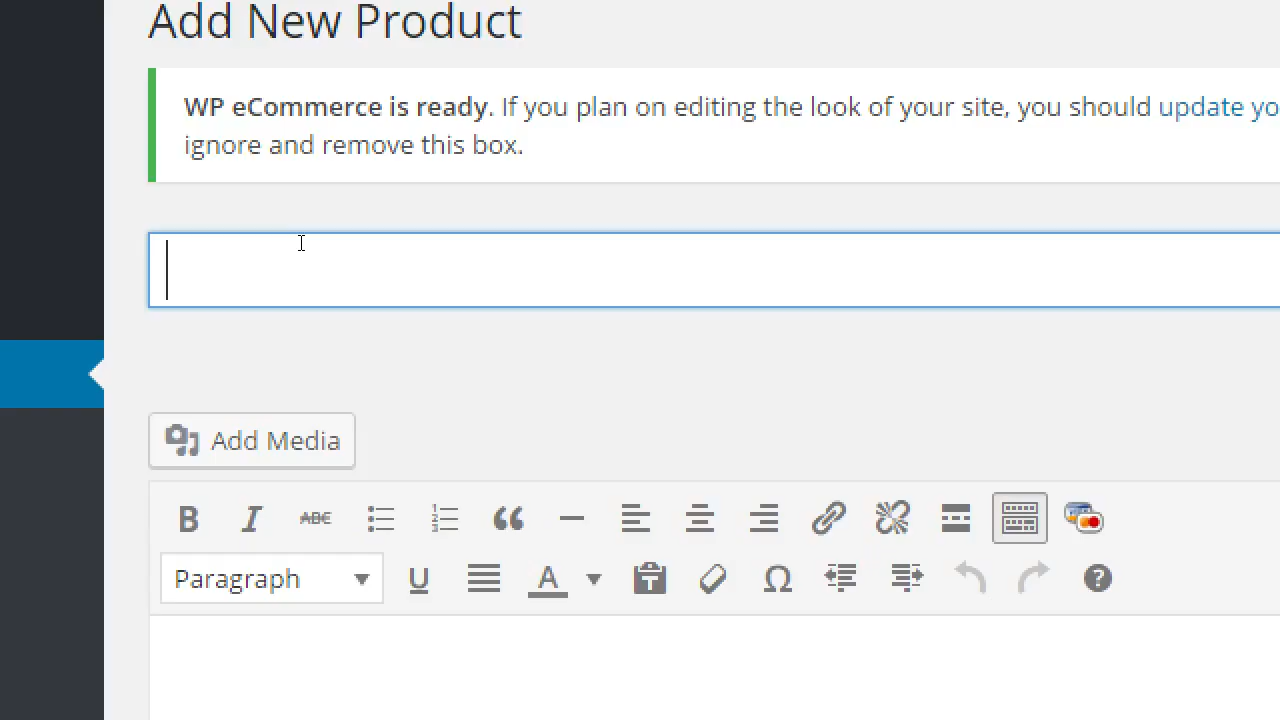 Add New Product
WP eCommerce is ready. If you plan on editing the look of your site, you should update yo
ignore and remove this box.
Add Media
B I ABC
Paragraph U A T Ω ?